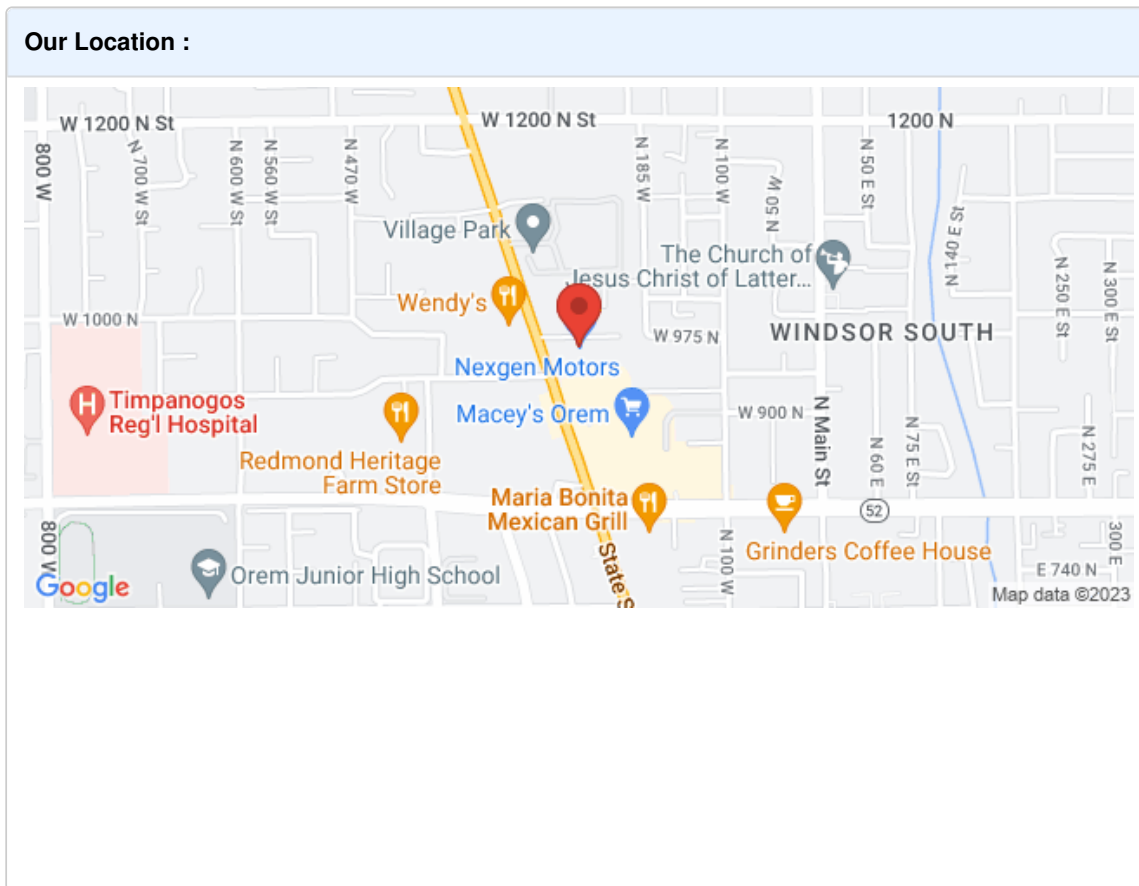 Our Location :
W 1200 N St
W 1200 N St
1200 N
800 W
N 700 W St
N 600 W St
N 560 W St
N 470 W
N 185 W
N 100 W
N 50 W
N 50 E St
N 140 E St
N 250 E St
N 300 E St
Village Park
The Church of
Jesus Christ of Latter...
Wendy's
W 1000 N
W 975 N
WINDSOR SOUTH
Nexgen Motors
H
Timpanogos
Reg'l Hospital
Macey's Orem
W 900 N
N Main St
N 60 E
N 75 E St
N 275 E
Redmond Heritage
Farm Store
Maria Bonita
Mexican Grill
52
Grinders Coffee House
800 W
N 100 W
300 E
State S
Orem Junior High School
E 740 N
Google
Map data ©2023